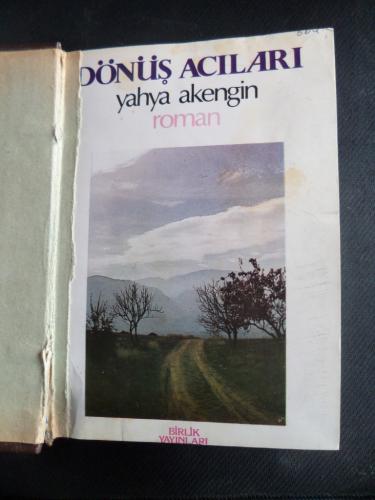 DÖNÜŞ ACILARI
yahya akengin
roman
BİRLİK
YAYINLARI